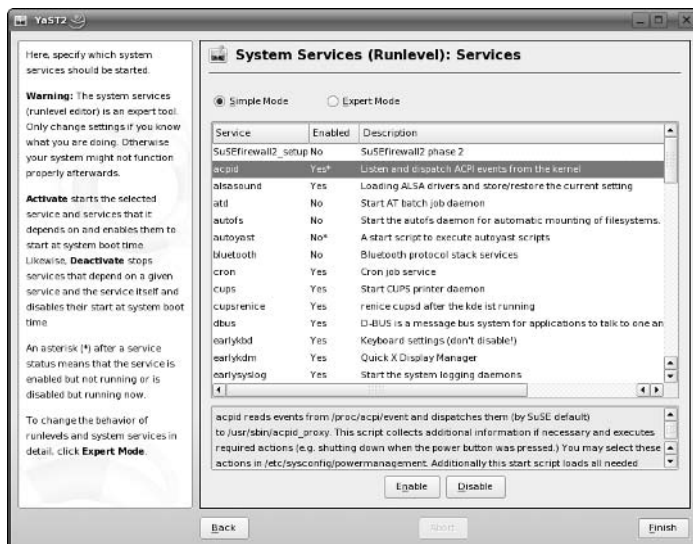 YaST2
Here, specify which system
services should be started.
Warning: The system services
(runlevel editor) is an expert tool.
Only change settings if you know
what you are doing. Otherwise
your system might not function
properly afterwards.
Activate starts the selected
service and services that it
depends on and enables them to
start at system boot time.
Likewise, Deactivate stops
services that depend on a given
service and the service itself and
disables their start at system boot
time
An asterisk (*) after a service
status means that the service is
enabled but not running or is
disabled but running now.
To change the behavior of
runlevels and system services in
detail, click Expert Mode.
System Services (Runlevel): Services
Simple Mode Expert Mode
Service Enabled Description
SuSEfirewall2_setup No SuSEfirewall2 phase 2
acpid Yes* Listen and dispatch ACPI events from the kernel
alsasound Yes Loading ALSA drivers and store/restore the current setting
atd No Start AT batch job daemon
autofs No Start the autofs daemon for automatic mounting of filesystems.
autoyast No* A start script to execute autoyast scripts
bluetooth No Bluetooth protocol stack services
cron Yes Cron job service
cups Yes Start CUPS printer daemon
cupsrenice Yes renice cupsd after the kde ist running
dbus Yes D-BUS is a message bus system for applications to talk to one an
earlykbd Yes Keyboard settings (don't disable!)
earlykdm Yes Quick X Display Manager
earlysyslog Yes Start the system logging daemons
acpid reads events from /proc/acpi/event and dispatches them (by SuSE default)
to /usr/sbin/acpid_proxy. This script collects additional information if necessary and executes
required actions (e.g. shutting down when the power button was pressed.) You may select these
actions in /etc/sysconfig/powermanagement. Additionally this start script loads all needed
Enable Disable
Back Abort Finish